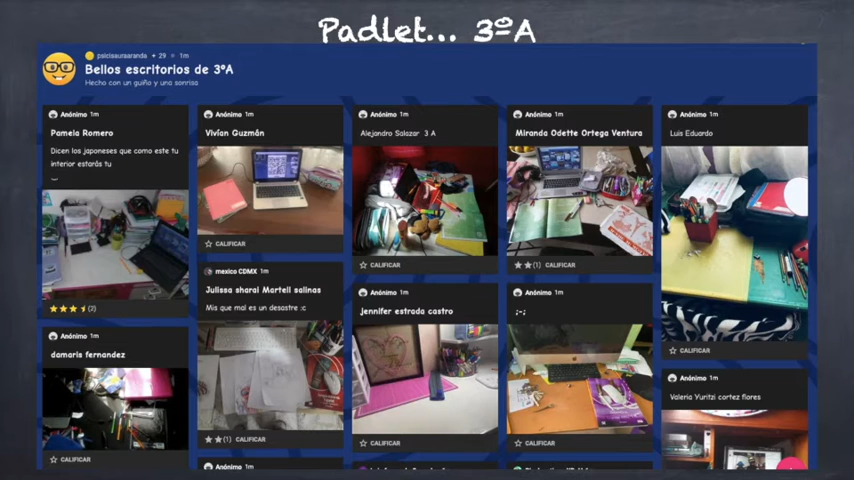 Padlet... 3ºA
psicisauraaranda + 29 1m
Bellos escritorios de 3ºA
Hecho con un guiño y una sonrisa
Anónimo 1m
Pamela Romero
Dicen los japoneses que como este tu
interior estarás tu
(2)
Anónimo 1m
damaris fernandez
CALIFICAR
Anónimo 1m
Vivían Guzmán
CALIFICAR
mexico CDMX 1m
Julissa sharai Martell salinas
Mis que mal es un desastre :c
(1) CALIFICAR
Anónimo
Anónimo 1m
Alejandro Salazar 3 A
CALIFICAR
Anónimo 1m
jennifer estrada castro
CALIFICAR
Anónimo 1m
Miranda Odette Ortega Ventura
(1) CALIFICAR
Anónimo 1m
;-;
CALIFICAR
Anónimo 1m
Luis Eduardo
CALIFICAR
Anónimo 1m
Valeria Yuritzi cortez flores